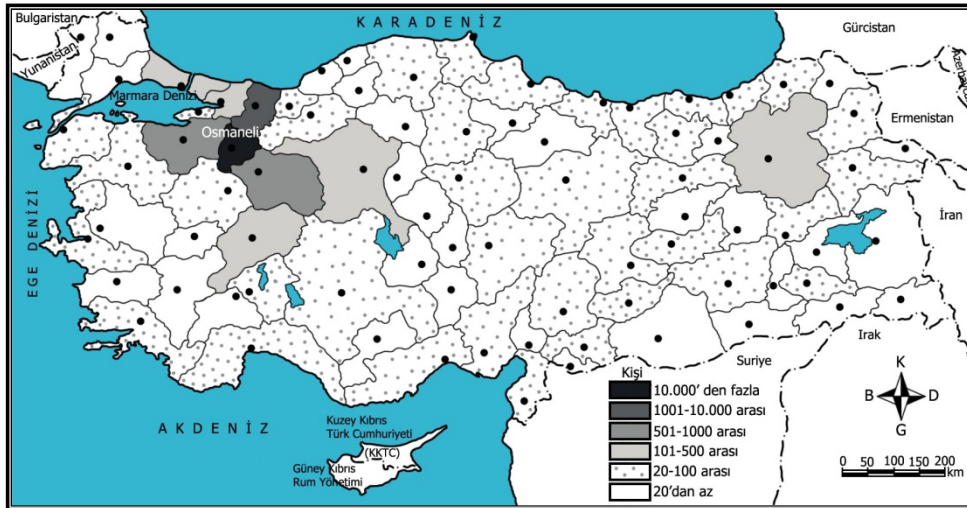 Bulgaristan
KARADENİZ
Gürcistan
Yunanistan
Azerbaycan
Marmara Denizi
Ermenistan
Osmaneli
EGE DENİZİ
İran
Suriye
Irak
Kişi
10.000' den fazla
1001-10.000 arası
501-1000 arası
101-500 arası
20-100 arası
20'dan az
K
B D
G
AKDENİZ
Kuzey Kıbrıs
Türk Cumhuriyeti
(KKTC)
Güney Kıbrıs
Rum Yönetimi
0 50 100 150 200
km